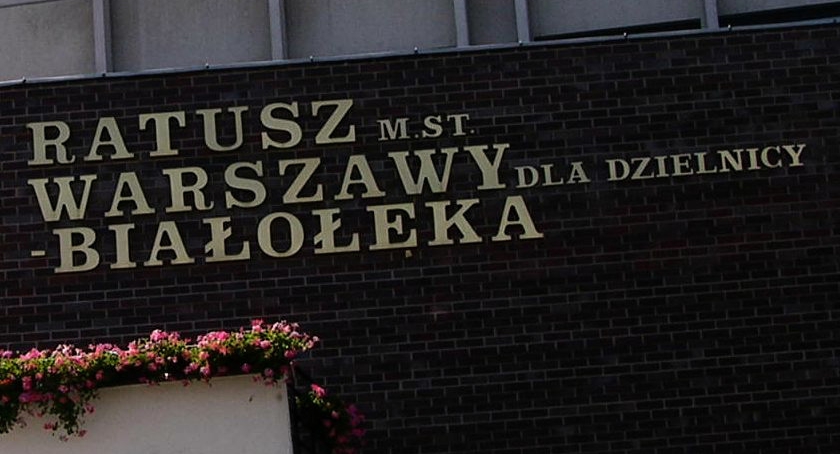 RATUSZ M.ST.
WARSZAWY DLA DZIELNICY
-BIAŁOŁĘKA